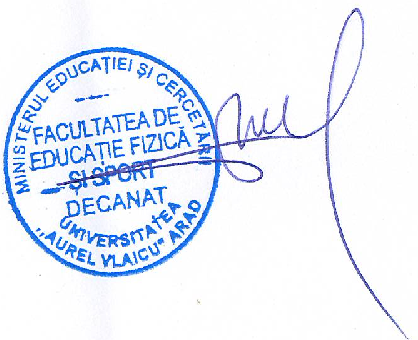 MINISTERUL EDUCAȚIEI ȘI CERCETĂRII
FACULTATEA DE
EDUCAȚIE FIZICĂ
ȘI SPORT
DECANAT
UNIVERSITATEA
„AUREL VLAICU" ARAD